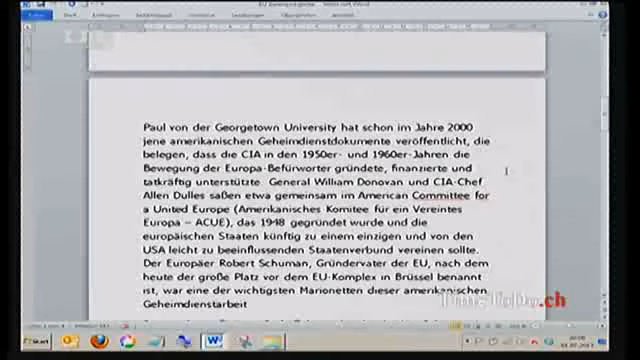 Paul von der Georgetown University hat schon im Jahre 2000
jene amerikanischen Geheimdienstdokumente veröffentlicht, die
belegen, dass die CIA in den 1950er- und 1960er-Jahren die
Bewegung der Europa-Befürworter gründete, finanzierte und
tatkräftig unterstützte. General William Donovan und CIA-Chef
Allen Dulles saßen etwa gemeinsam im American Committee for
a United Europe (Amerikanisches Komitee für ein Vereintes
Europa – ACUE), das 1948 gegründet wurde und die
europäischen Staaten künftig zu einem einzigen und von den
USA leicht zu beeinflussenden Staatenverbund vereinen sollte.
Der Europäer Robert Schuman, Gründervater der EU, nach dem
heute der große Platz vor dem EU-Komplex in Brüssel benannt
ist, war eine der wichtigsten Marionetten dieser amerikanischen
Geheimdienstarbeit
.ch
Start